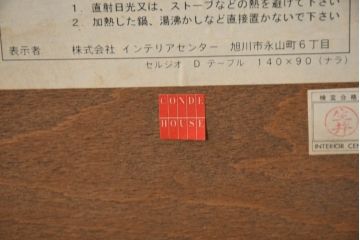 1. 直射日光又は、ストーブなどの熱を避けて下さい
2. 加熱した鍋、湯沸かしなど直接置かないで下さい
表示者 株式会社 インテリアセンター 旭川市永山町6丁目
セルジオ D テーブル 140×90(ナラ)
CONDE
HOUSE
検査合格
INTERIOR CEN